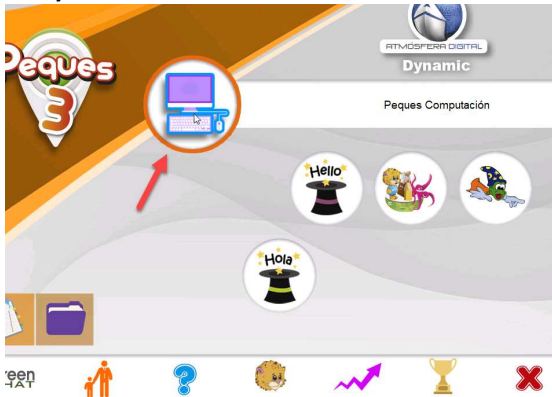 Peques
3
ATMÓSFERA DIGITAL
Dynamic
Peques Computación
Hello
Hola
?